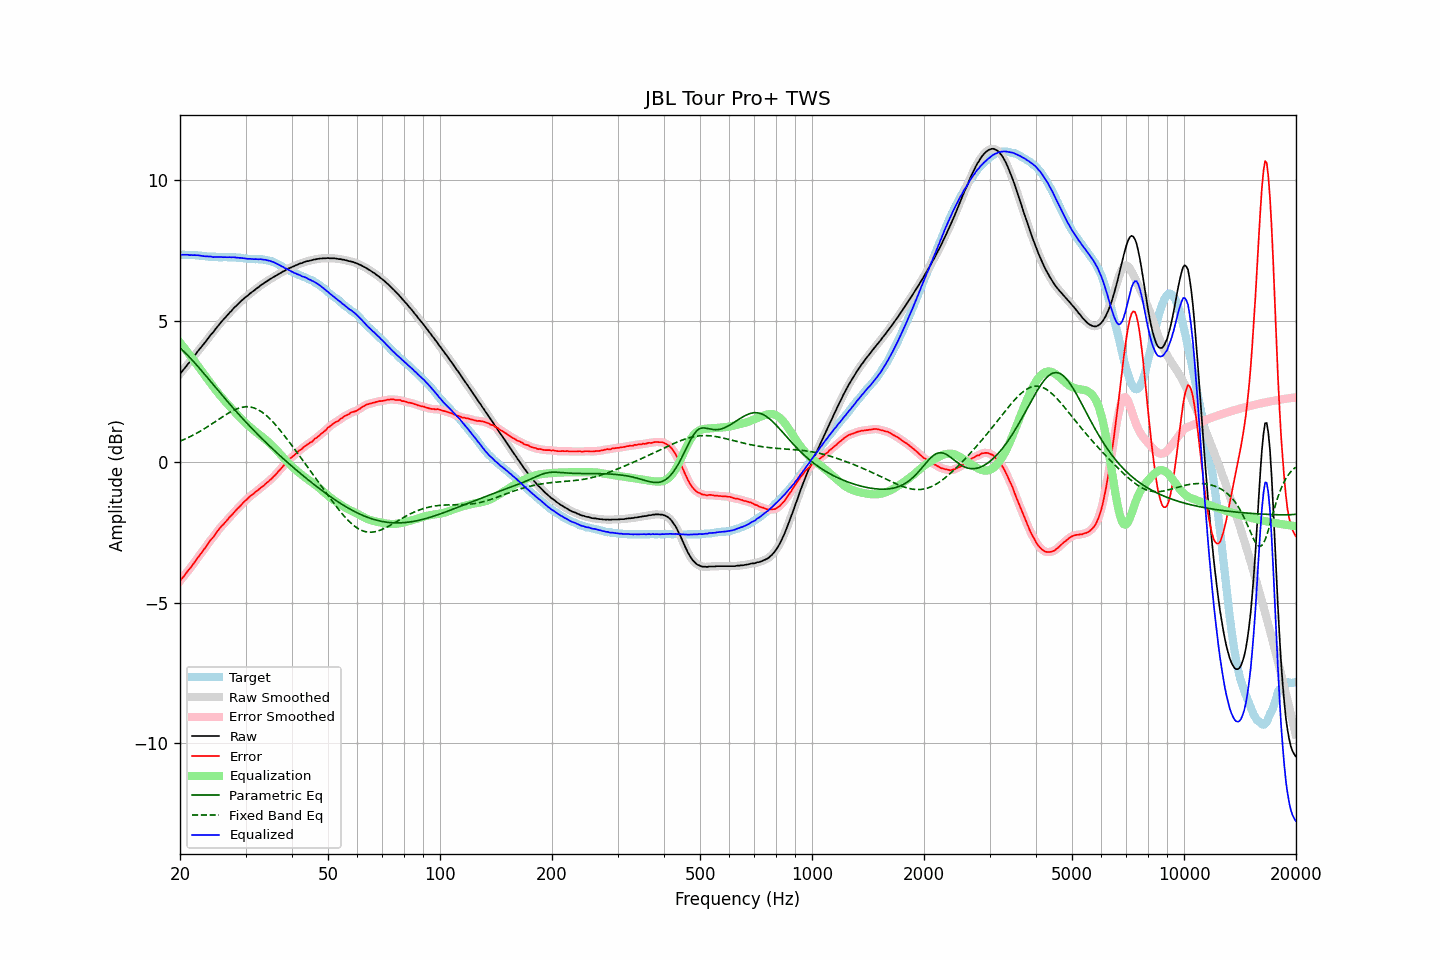 JBL Tour Pro+ TWS
Amplitude (dBr)
10
5
0
−5
−10
Target
Raw Smoothed
Error Smoothed
Raw
Error
Equalization
Parametric Eq
Fixed Band Eq
Equalized
20 50 100 200 500 1000 2000 5000 10000 20000
Frequency (Hz)